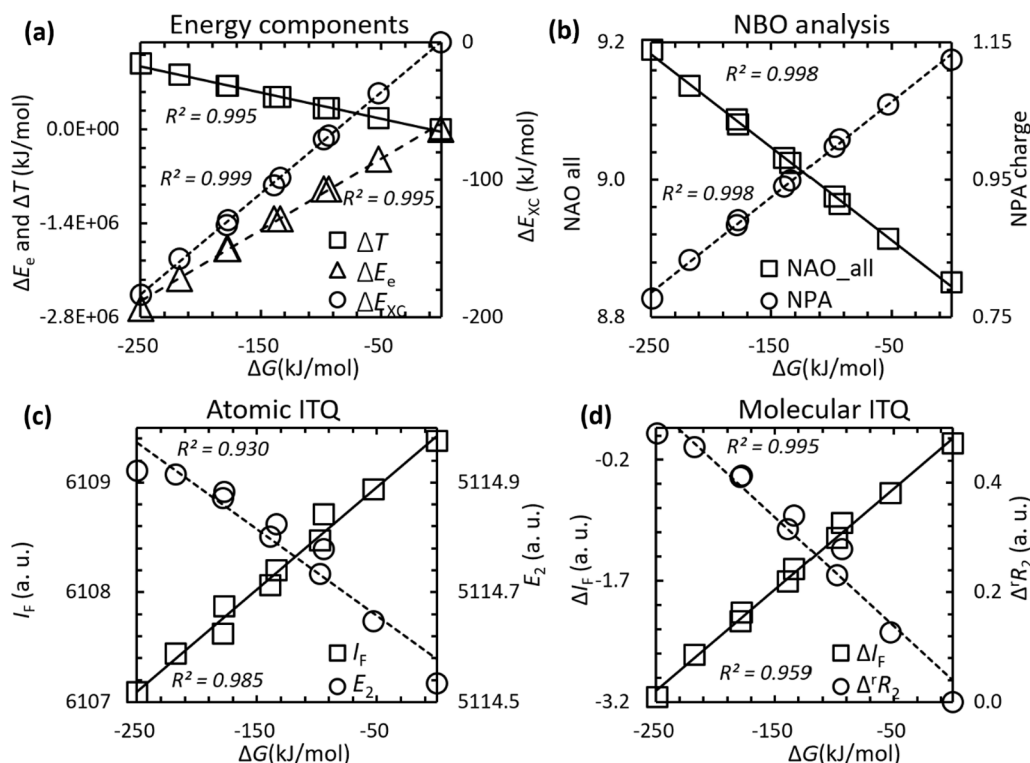 (a) Energy components
0
0.0E+00
-1.4E+06
-2.8E+06
-100
-200
R² = 0.995
R² = 0.999
R² = 0.995
ΔT
ΔEe
ΔEXG
-250 -150 -50
ΔG(kJ/mol)
ΔEe and ΔT (kJ/mol)
ΔEXC (kJ/mol)
(b) NBO analysis
9.2
9.0
8.8
1.15
0.95
0.75
R² = 0.998
R² = 0.998
NAO_all
NPA
-250 -150 -50
ΔG(kJ/mol)
NAO all
NPA charge
(c) Atomic ITQ
6109
6108
6107
5114.9
5114.7
5114.5
R² = 0.930
R² = 0.985
IF
E2
-250 -150 -50
ΔG(kJ/mol)
IF (a. u.)
E2 (a. u.)
(d) Molecular ITQ
-0.2
-1.7
-3.2
0.4
0.2
0.0
R² = 0.995
R² = 0.959
ΔIF
ΔrR2
-250 -150 -50
ΔG(kJ/mol)
ΔIF (a. u.)
ΔrR2 (a. u.)